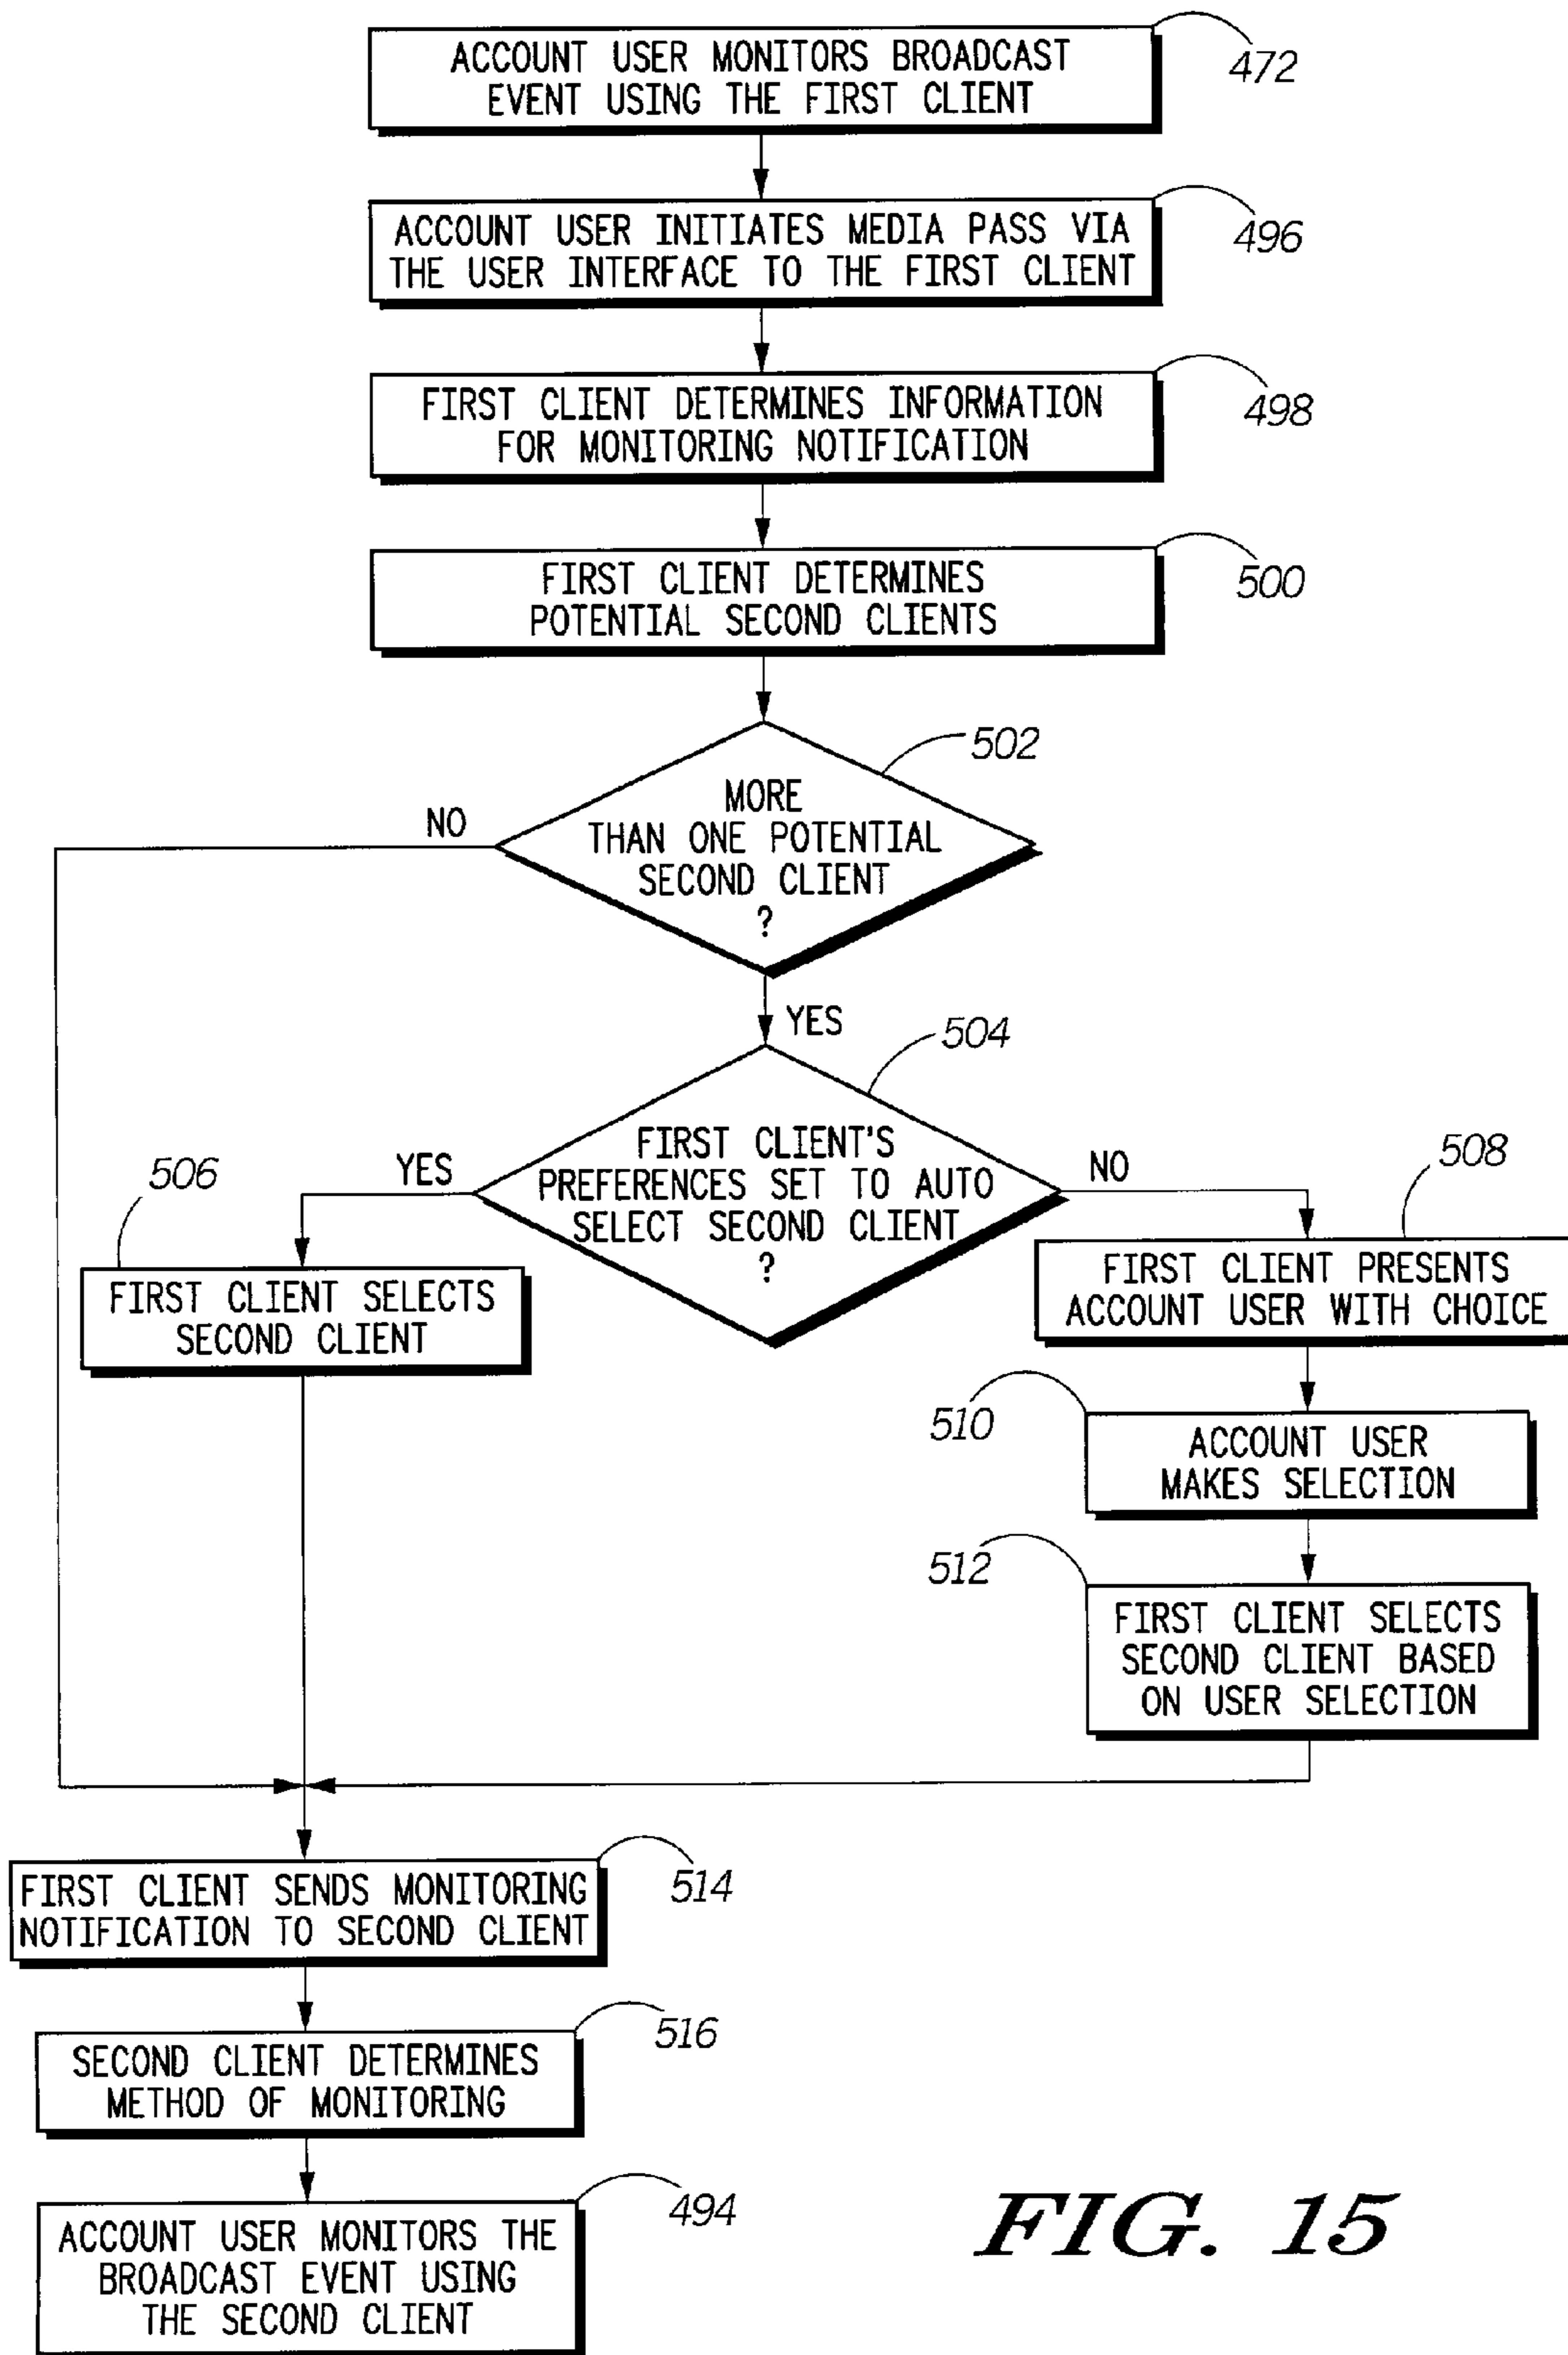 ACCOUNT USER MONITORS BROADCAST
EVENT USING THE FIRST CLIENT
472
ACCOUNT USER INITIATES MEDIA PASS VIA
THE USER INTERFACE TO THE FIRST CLIENT
496
FIRST CLIENT DETERMINES INFORMATION
FOR MONITORING NOTIFICATION
498
FIRST CLIENT DETERMINES
POTENTIAL SECOND CLIENTS
500
502
MORE
THAN ONE POTENTIAL
SECOND CLIENT
?
NO
YES
504
FIRST CLIENT'S
PREFERENCES SET TO AUTO
SELECT SECOND CLIENT
?
YES
NO
506
FIRST CLIENT SELECTS
SECOND CLIENT
508
FIRST CLIENT PRESENTS
ACCOUNT USER WITH CHOICE
510
ACCOUNT USER
MAKES SELECTION
512
FIRST CLIENT SELECTS
SECOND CLIENT BASED
ON USER SELECTION
FIRST CLIENT SENDS MONITORING
NOTIFICATION TO SECOND CLIENT
514
SECOND CLIENT DETERMINES
METHOD OF MONITORING
516
ACCOUNT USER MONITORS THE
BROADCAST EVENT USING
THE SECOND CLIENT
494
FIG. 15